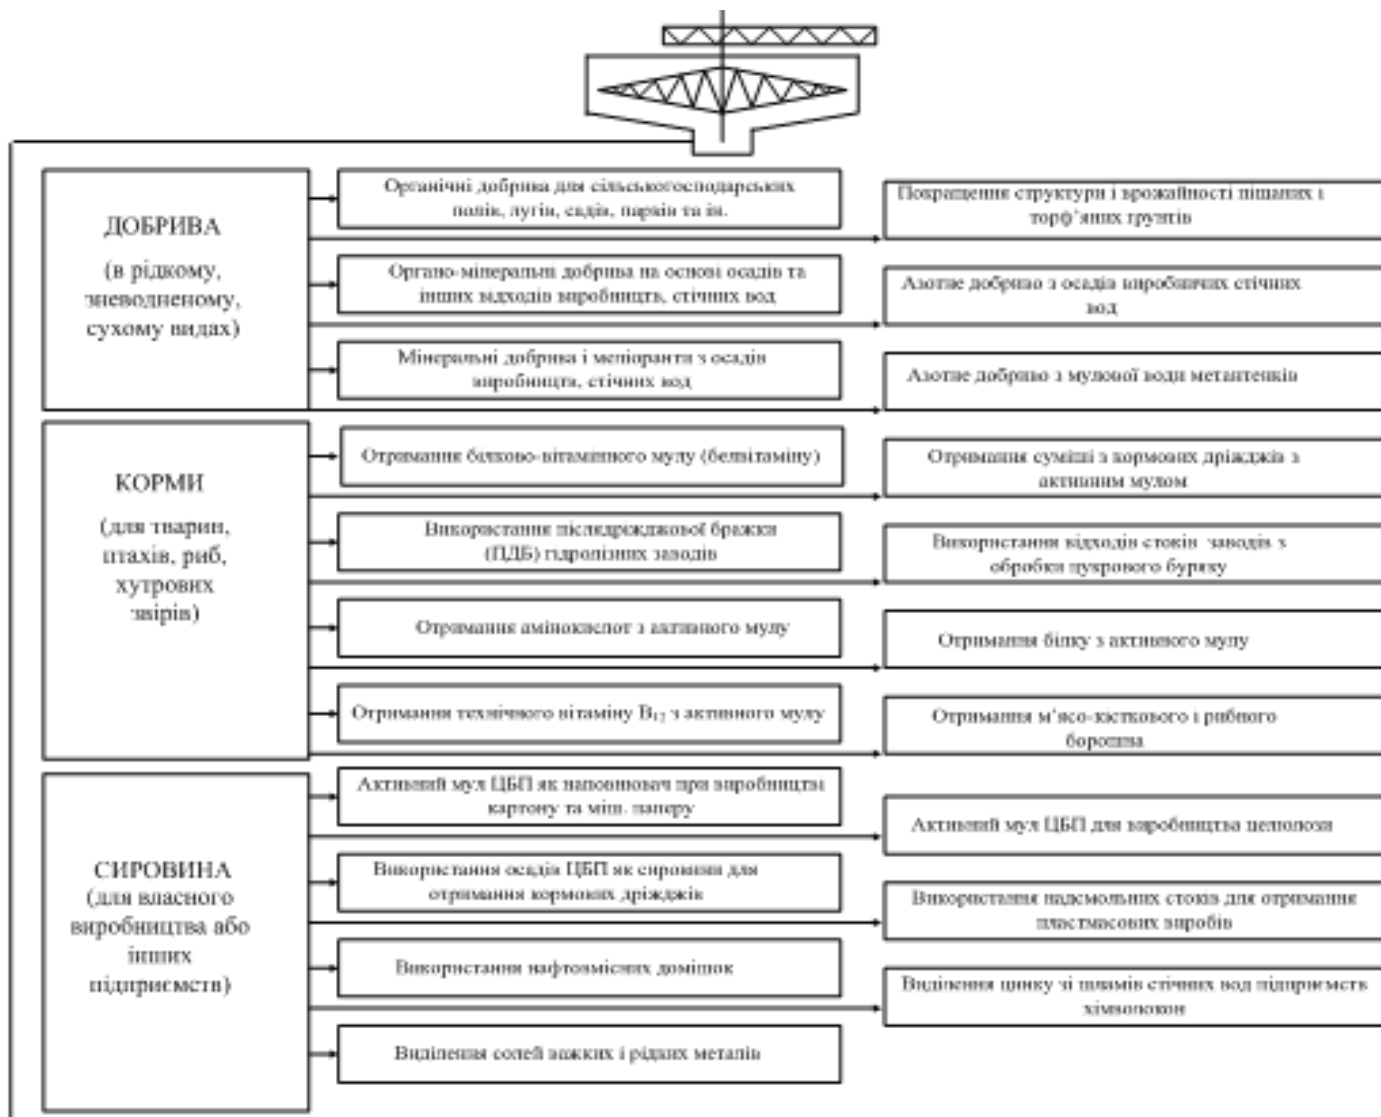 ДОБРИВА
(в рідкому,
зневодненому,
сухому видах)
Органічні добрива для сільськогосподарських
полів, лугів, садів, парків та ін.
Покращення структури і врожайності піщаних і
торф’яних ґрунтів
Органо-мінеральні добрива на основі осадів та
інших відходів виробництв, стічних вод
Азотне добриво з осадів виробничих стічних
вод
Мінеральні добрива і меліоранти з осадів
виробництв, стічних вод
Азотне добриво з мулової води метантенків
КОРМИ
(для тварин,
птахів, риб,
хутрових
звірів)
Отримання білково-вітамінного мулу (белвітаміну)
Отримання суміші з кормових дріжджів з
активним мулом
Використання післядріжджової бражки
(ПДБ) гідролізних заводів
Використання відходів стоків заводів з
обробки цукрового буряку
Отримання амінокислот з активного мулу
Отримання білку з активного мулу
Отримання технічного вітаміну В₁₂ з активного мулу
Отримання м’ясо-кісткового і рибного
борошна
СИРОВИНА
(для власного
виробництва або
інших
підприємств)
Активний мул ЦБП як наповнювач при виробництві
картону та міш. паперу
Активний мул ЦБП для виробництва целюлози
Використання осадів ЦБП як сировини для
отримання кормових дріжджів
Використання надсмольних стоків для отримання
пластмасових виробів
Використання нафтовмісних домішок
Виділення цинку зі шламів стічних вод підприємств
хімволокон
Виділення солей важких і рідких металів